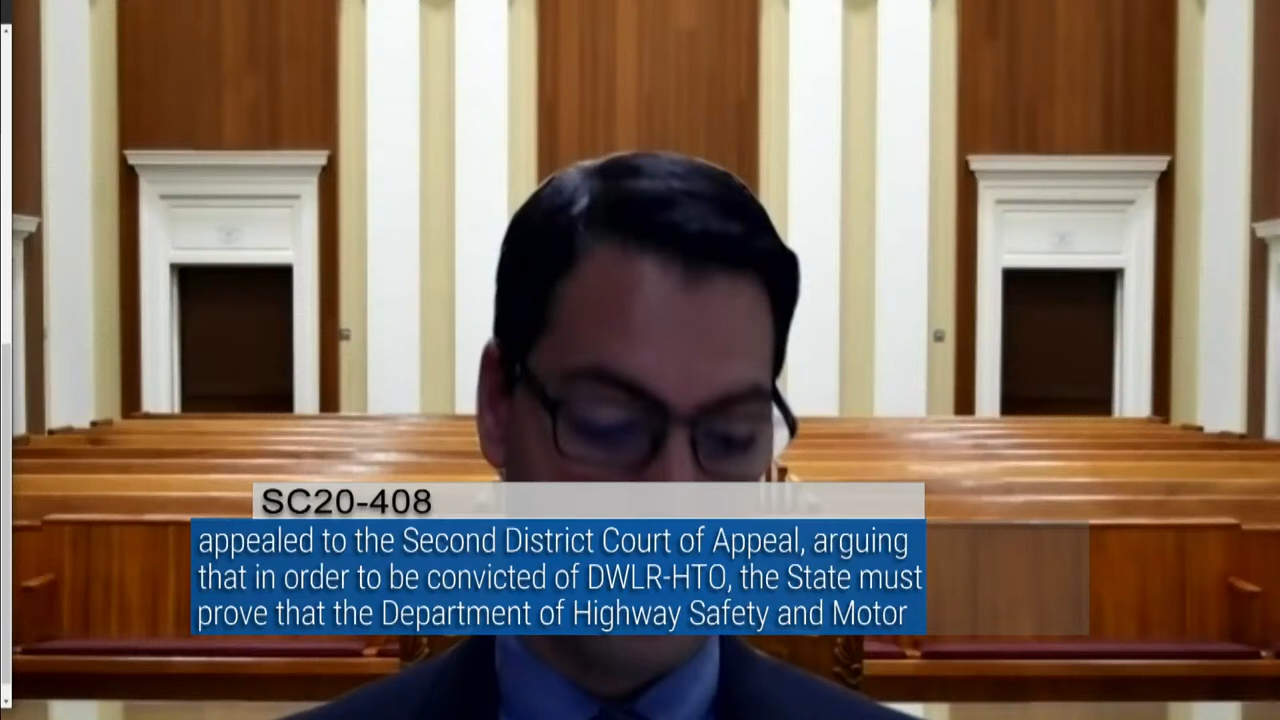 SC20-408
appealed to the Second District Court of Appeal, arguing
that in order to be convicted of DWLR-HTO, the State must
prove that the Department of Highway Safety and Motor